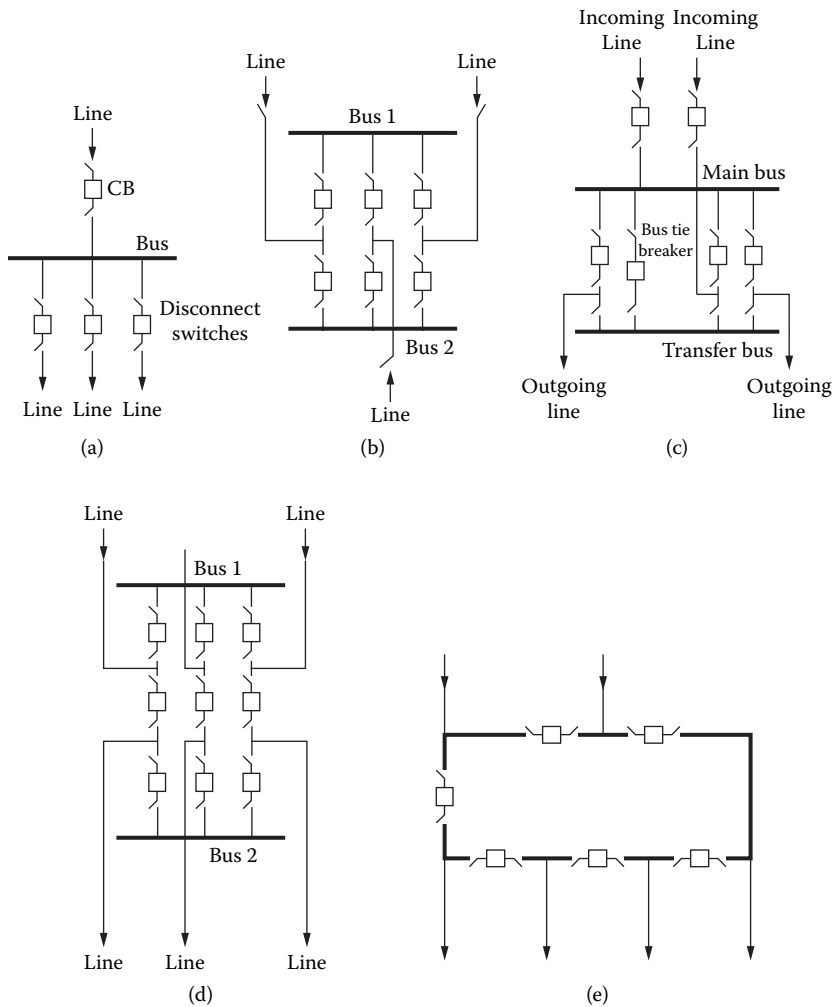 Line
CB
Bus
Disconnect
switches
Line Line Line
(a)
Line
Line
Bus 1
Bus 2
Line
(b)
Incoming
Line
Incoming
Line
Main bus
Bus tie
breaker
Transfer bus
Outgoing
line
Outgoing
line
(c)
Line
Line
Bus 1
Bus 2
Line
Line
Line
(d)
(e)